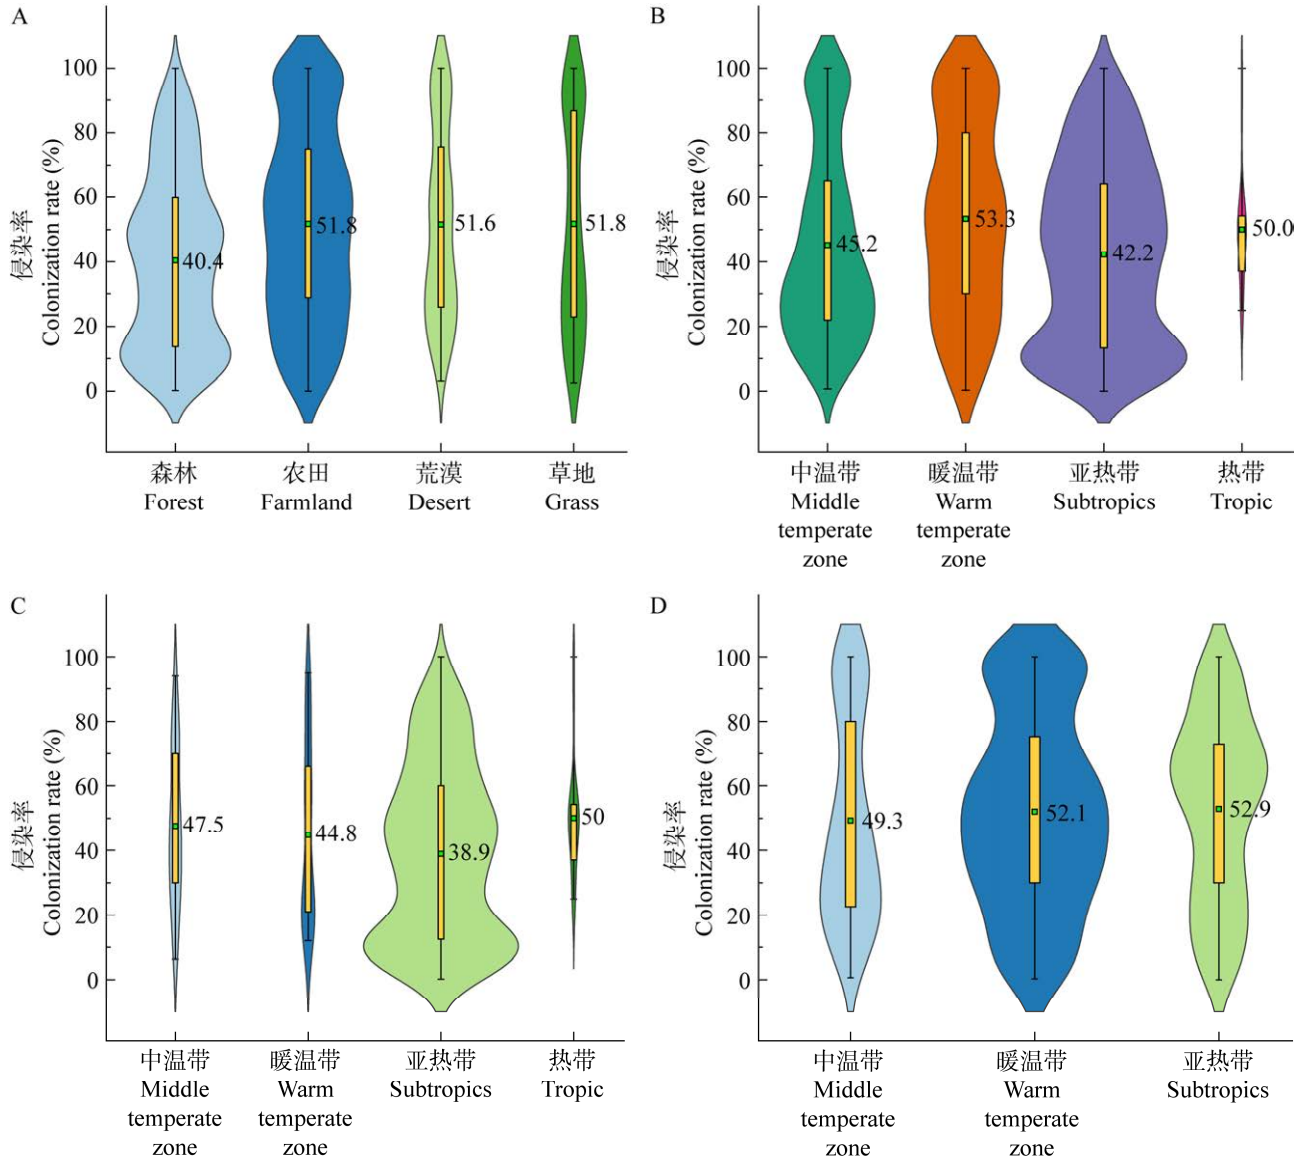 A
侵染率
Colonization rate (%)
100
80
60
40
20
0
40.4
51.8
51.6
51.8
森林
Forest
农田
Farmland
荒漠
Desert
草地
Grass
B
侵染率
Colonization rate (%)
100
80
60
40
20
0
45.2
53.3
42.2
50.0
中温带
Middle
temperate
zone
暖温带
Warm
temperate
zone
亚热带
Subtropics
热带
Tropic
C
侵染率
Colonization rate (%)
100
80
60
40
20
0
47.5
44.8
38.9
50
中温带
Middle
temperate
zone
暖温带
Warm
temperate
zone
亚热带
Subtropics
热带
Tropic
D
侵染率
Colonization rate (%)
100
80
60
40
20
0
49.3
52.1
52.9
中温带
Middle
temperate
zone
暖温带
Warm
temperate
zone
亚热带
Subtropics